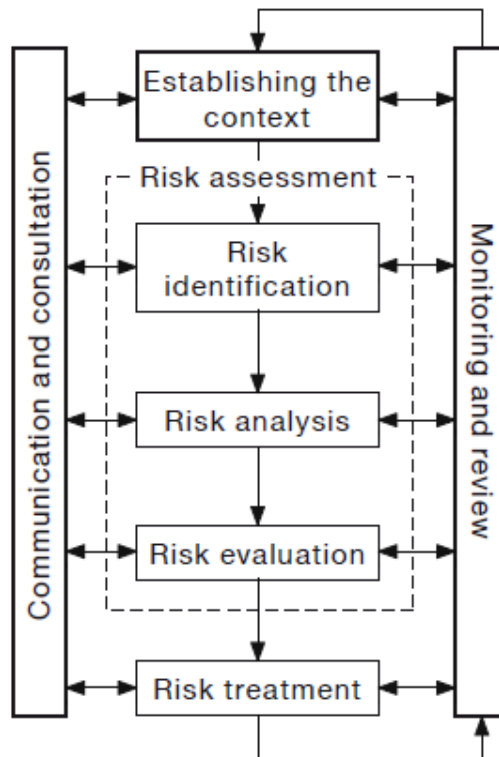 Establishing the
context
Risk assessment
Risk
identification
Risk analysis
Risk evaluation
Risk treatment
Communication and consultation
Monitoring and review